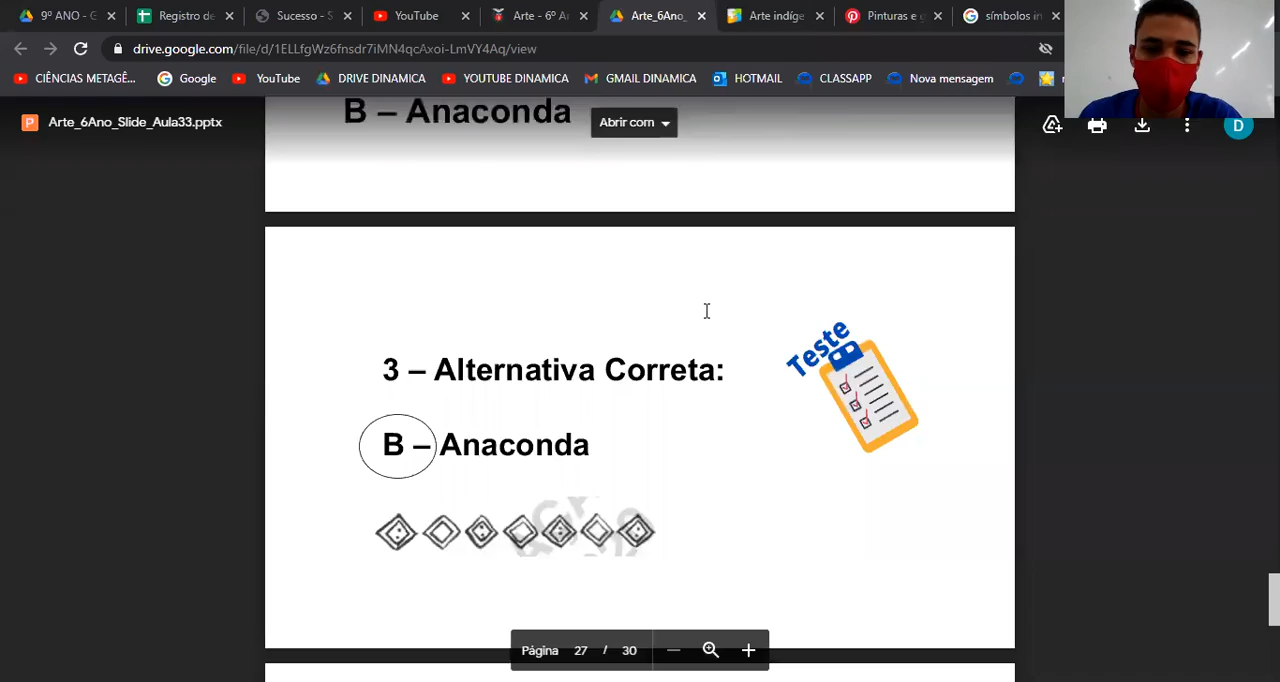 9º ANO - G
Registro de
Sucesso - S
YouTube
Arte - 6º A
Arte_6Ano_
Arte indíge
Pinturas e g
símbolos in
drive.google.com/file/d/1ELLfgWz6fnsdr7iMN4qcAxoi-LmVY4Aq/view
CIÊNCIAS METAGÊ...
Google
YouTube
DRIVE DINAMICA
YOUTUBE DINAMICA
GMAIL DINAMICA
HOTMAIL
CLASSAPP
Nova mensagem
B – Anaconda
Abrir com
P
Arte_6Ano_Slide_Aula33.pptx
D
3 – Alternativa Correta:
Teste
B – Anaconda
Página 27 / 30